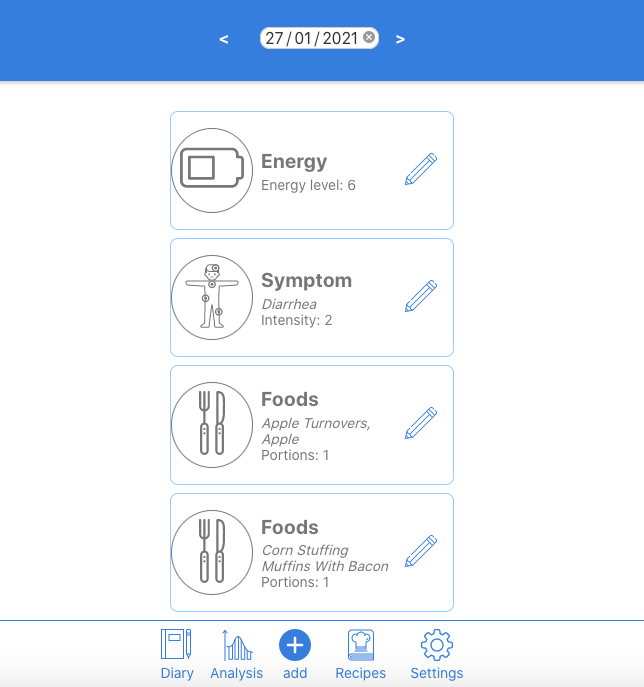 < 27/01/2021 >
Energy
Energy level: 6
Symptom
Diarrhea
Intensity: 2
Foods
Apple Turnovers,
Apple
Portions: 1
Foods
Corn Stuffing
Muffins With Bacon
Portions: 1
Diary Analysis add Recipes Settings